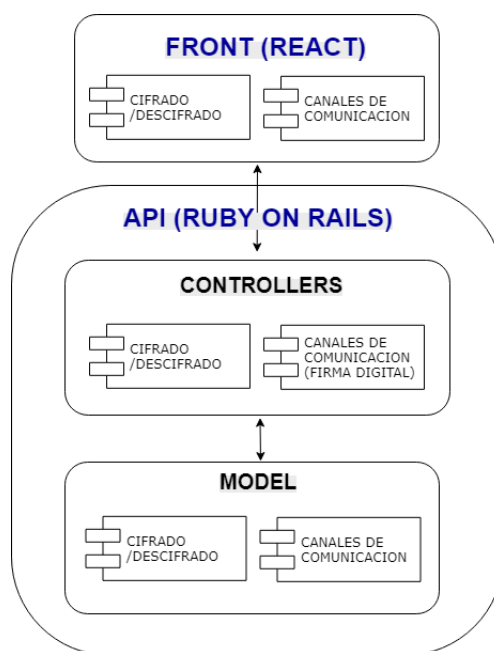 FRONT (REACT)
CIFRADO
/DESCIFRADO
CANALES DE
COMUNICACION
API (RUBY ON RAILS)
CONTROLLERS
CIFRADO
/DESCIFRADO
CANALES DE
COMUNICACION
(FIRMA DIGITAL)
MODEL
CIFRADO
/DESCIFRADO
CANALES DE
COMUNICACION